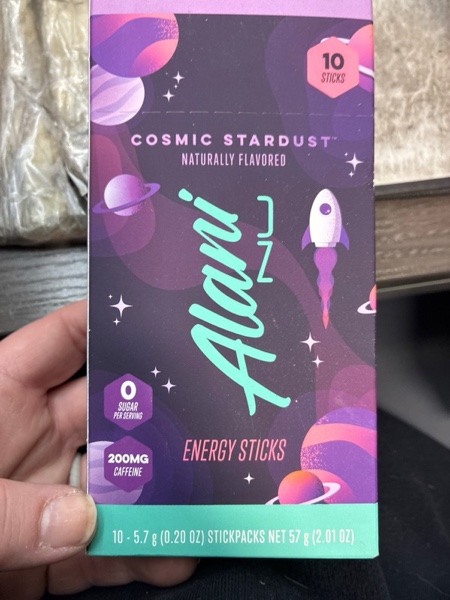 10
STICKS
COSMIC STARDUST™
NATURALLY FLAVORED
Alani
NU
0
SUGAR
PER SERVING
200MG
CAFFEINE
ENERGY STICKS
10 - 5.7 g (0.20 OZ) STICKPACKS NET 57 g (2.01 OZ)